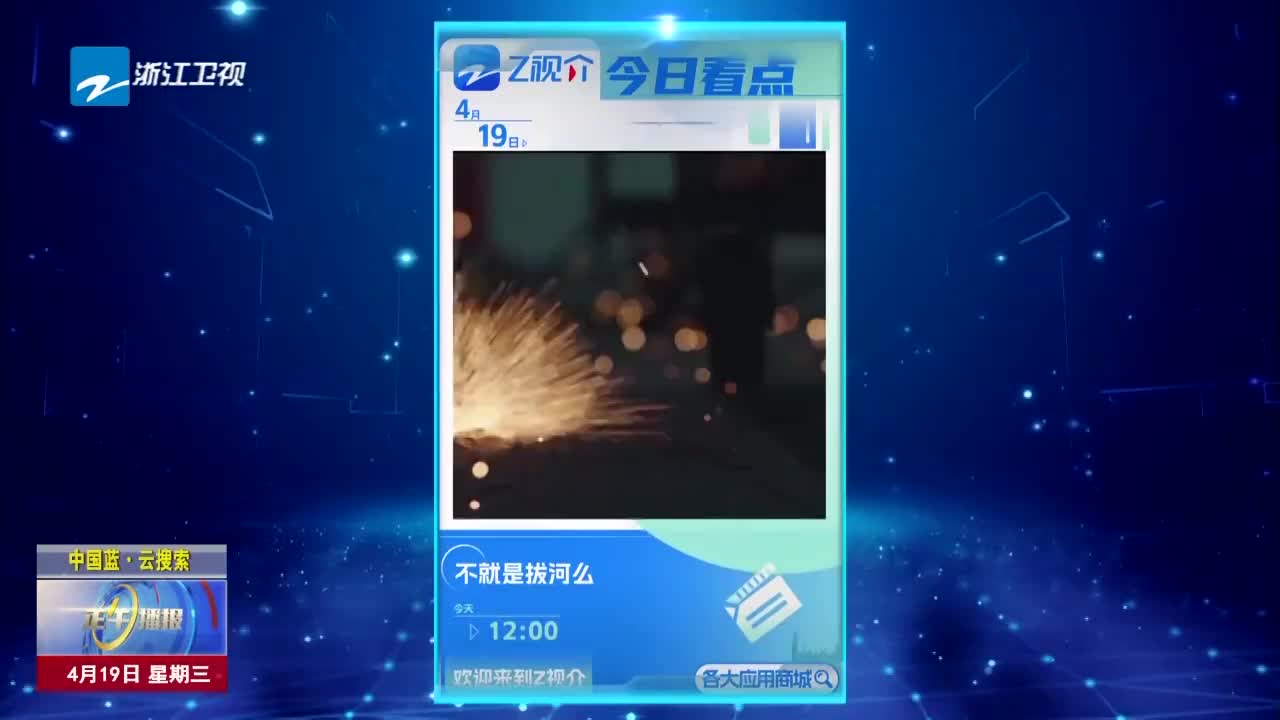 浙江卫视
Z视介
今日看点
4月
19日
不就是拔河么
今天
12:00
欢迎来到Z视介
各大应用商城
中国蓝·云搜索
正午播报
4月19日 星期三